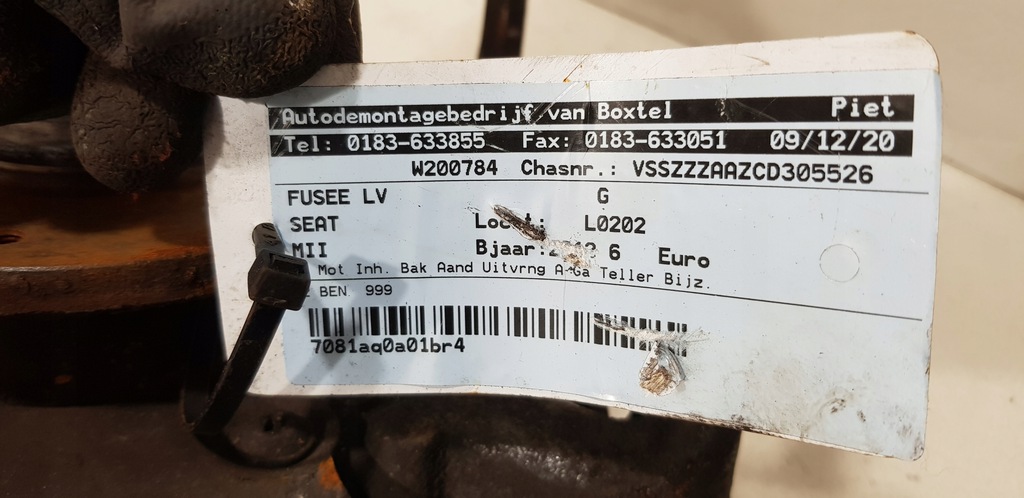 Autodemontagebedrijf van Boxtel Piet
Tel: 0183-633855 Fax: 0183-633051 09/12/20
W200784 Chasnr.: VSSZZZAAZCD305526
FUSEE LV G
SEAT L0202
MII Bjaar: 6 Euro
Mot Inh. Bak Aand Uitvrng A-Ga Teller Bijz.
BEN 999
7081aq0a01br4